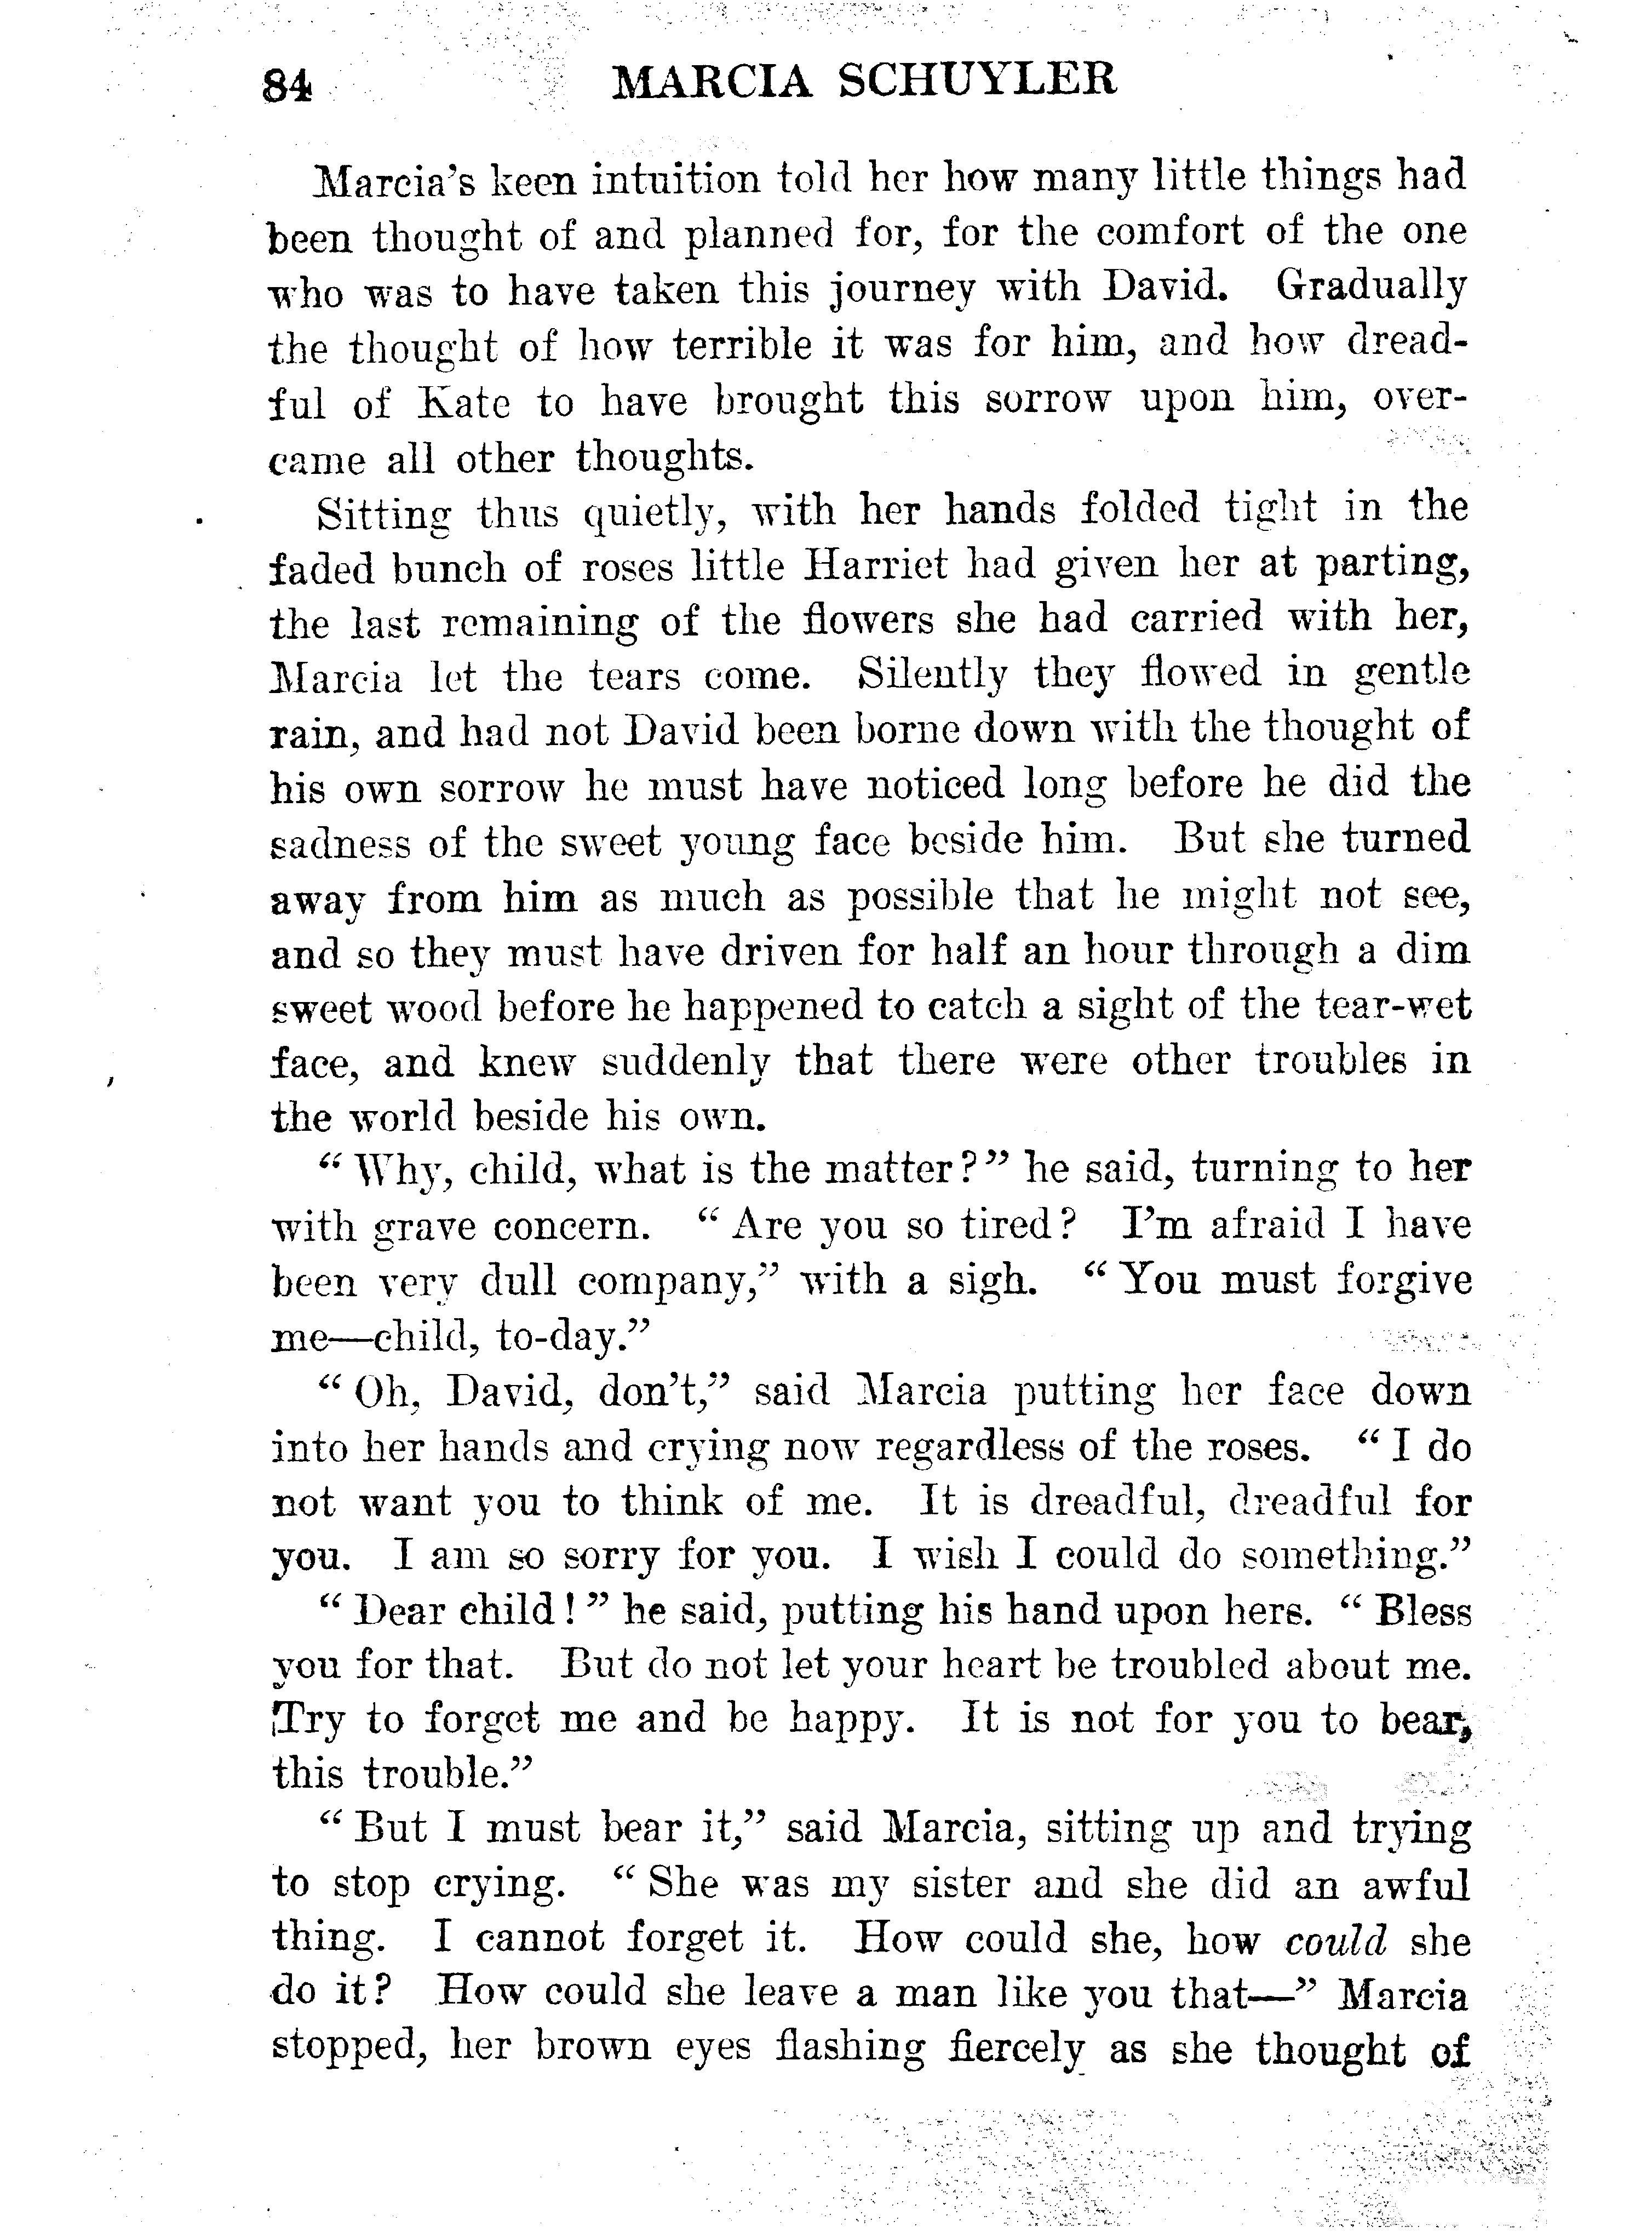 84 MARCIA SCHUYLER
Marcia's keen intuition told her how many little things had
been thought of and planned for, for the comfort of the one
who was to have taken this journey with David. Gradually
the thought of how terrible it was for him, and how dread-
ful of Kate to have brought this sorrow upon him, over-
came all other thoughts.
Sitting thus quietly, with her hands folded tight in the
faded bunch of roses little Harriet had given her at parting,
the last remaining of the flowers she had carried with her,
Marcia let the tears come. Silently they flowed in gentle
rain, and had not David been borne down with the thought of
his own sorrow he must have noticed long before he did the
sadness of the sweet young face beside him. But she turned
away from him as much as possible that he might not see,
and so they must have driven for half an hour through a dim
sweet wood before he happened to catch a sight of the tear-wet
face, and knew suddenly that there were other troubles in
the world beside his own.
“Why, child, what is the matter?” he said, turning to her
with grave concern. “Are you so tired? I'm afraid I have
been very dull company,” with a sigh. “You must forgive
me—child, to-day.”
“Oh, David, don't,” said Marcia putting her face down
into her hands and crying now regardless of the roses. “I do
not want you to think of me. It is dreadful, dreadful for
you. I am so sorry for you. I wish I could do something.”
“Dear child!” he said, putting his hand upon hers. “Bless
you for that. But do not let your heart be troubled about me.
Try to forget me and be happy. It is not for you to bear,
this trouble.”
“But I must bear it,” said Marcia, sitting up and trying
to stop crying. “She was my sister and she did an awful
thing. I cannot forget it. How could she, how could she
do it? How could she leave a man like you that—” Marcia
stopped, her brown eyes flashing fiercely as she thought of